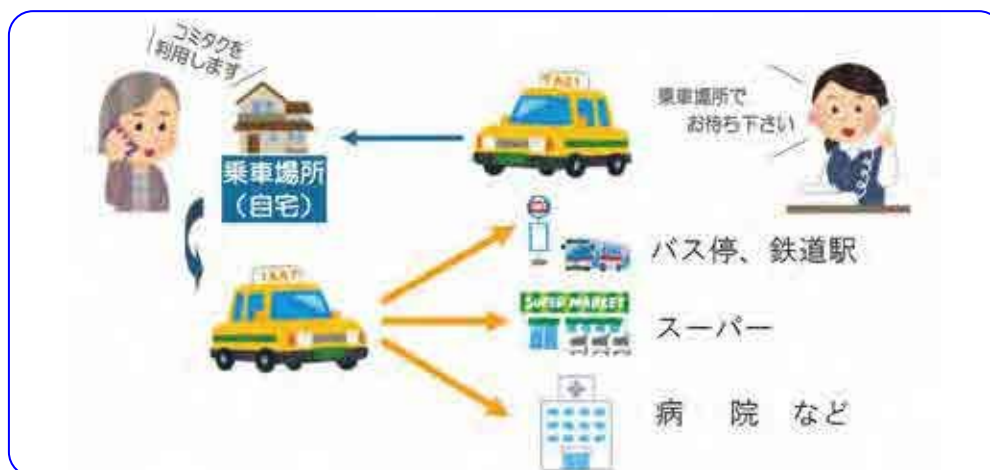 コミタクを
利用します
TAXI
乗車場所で
お待ち下さい
乗車場所
（自宅）
TAXI
バス停、鉄道駅
SUPER MARKET
スーパー
病　院　など